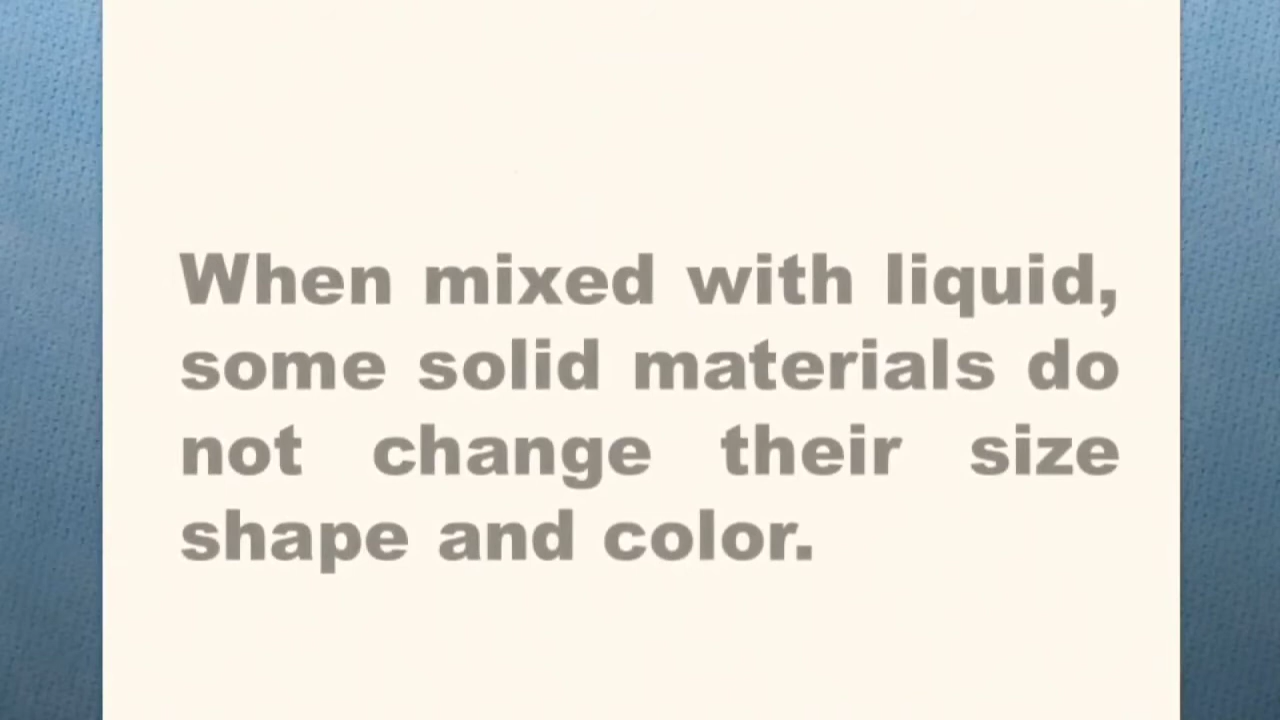 When mixed with liquid,
some solid materials do
not change their size
shape and color.